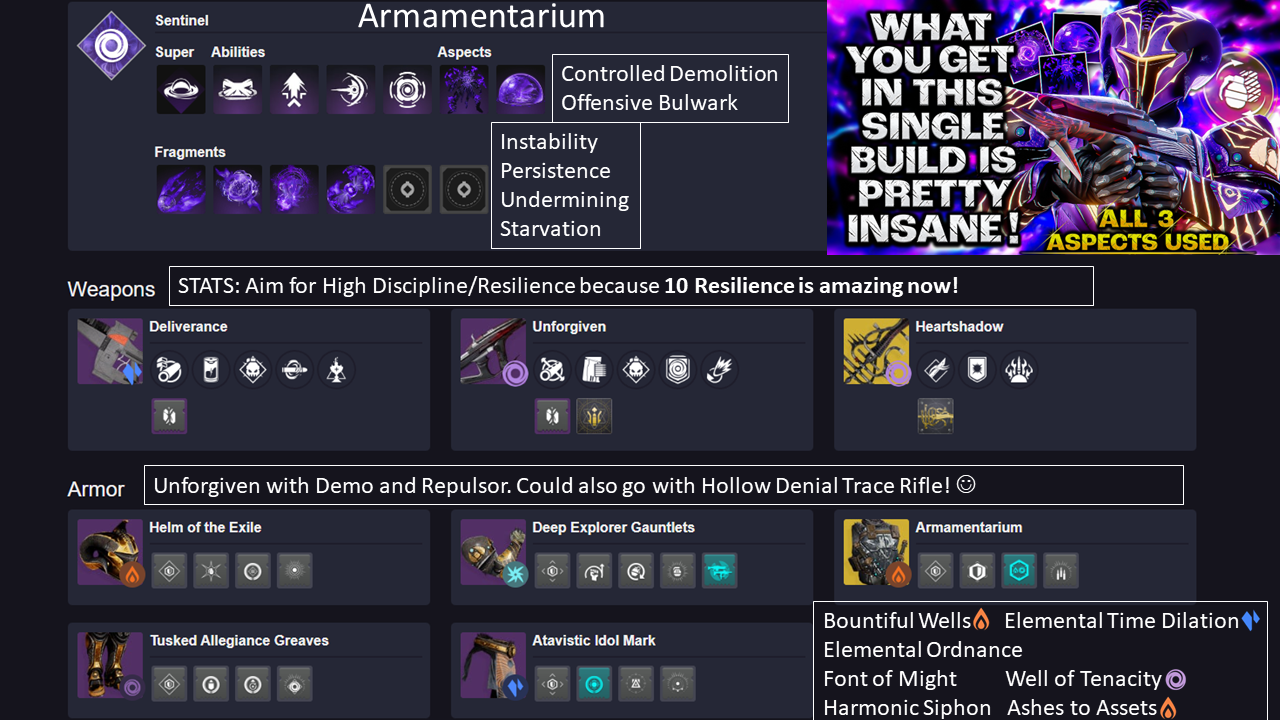 Armamentarium
Sentinel
Super Abilities Aspects
Controlled Demolition
Offensive Bulwark
Fragments
Instability
Persistence
Undermining
Starvation
WHAT
YOU GET
IN THIS
SINGLE
BUILD IS
PRETTY
INSANE!
ALL 3
ASPECTS USED
Weapons
STATS: Aim for High Discipline/Resilience because 10 Resilience is amazing now!
Deliverance
Unforgiven
Heartshadow
Armor
Unforgiven with Demo and Repulsor. Could also go with Hollow Denial Trace Rifle! ☺
Helm of the Exile
Deep Explorer Gauntlets
Armamentarium
Tusked Allegiance Greaves
Atavistic Idol Mark
Bountiful Wells Elemental Time Dilation
Elemental Ordnance
Font of Might Well of Tenacity
Harmonic Siphon Ashes to Assets